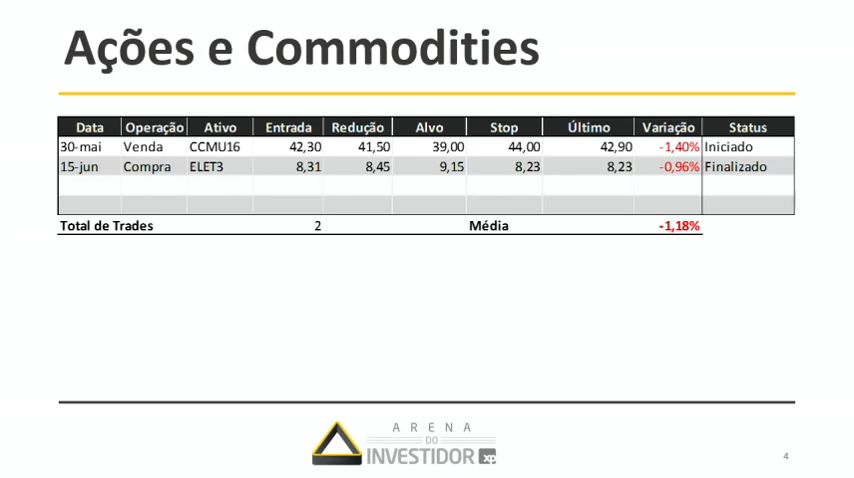 Ações e Commodities
Data Operação Ativo Entrada Redução Alvo Stop Último Variação Status
30-mai Venda CCMU16 42,30 41,50 39,00 44,00 42,90 -1,40% Iniciado
15-jun Compra ELET3 8,31 8,45 9,15 8,23 8,23 -0,96% Finalizado
Total de Trades 2 Média -1,18%
ARENA
DO
INVESTIDOR xp
4